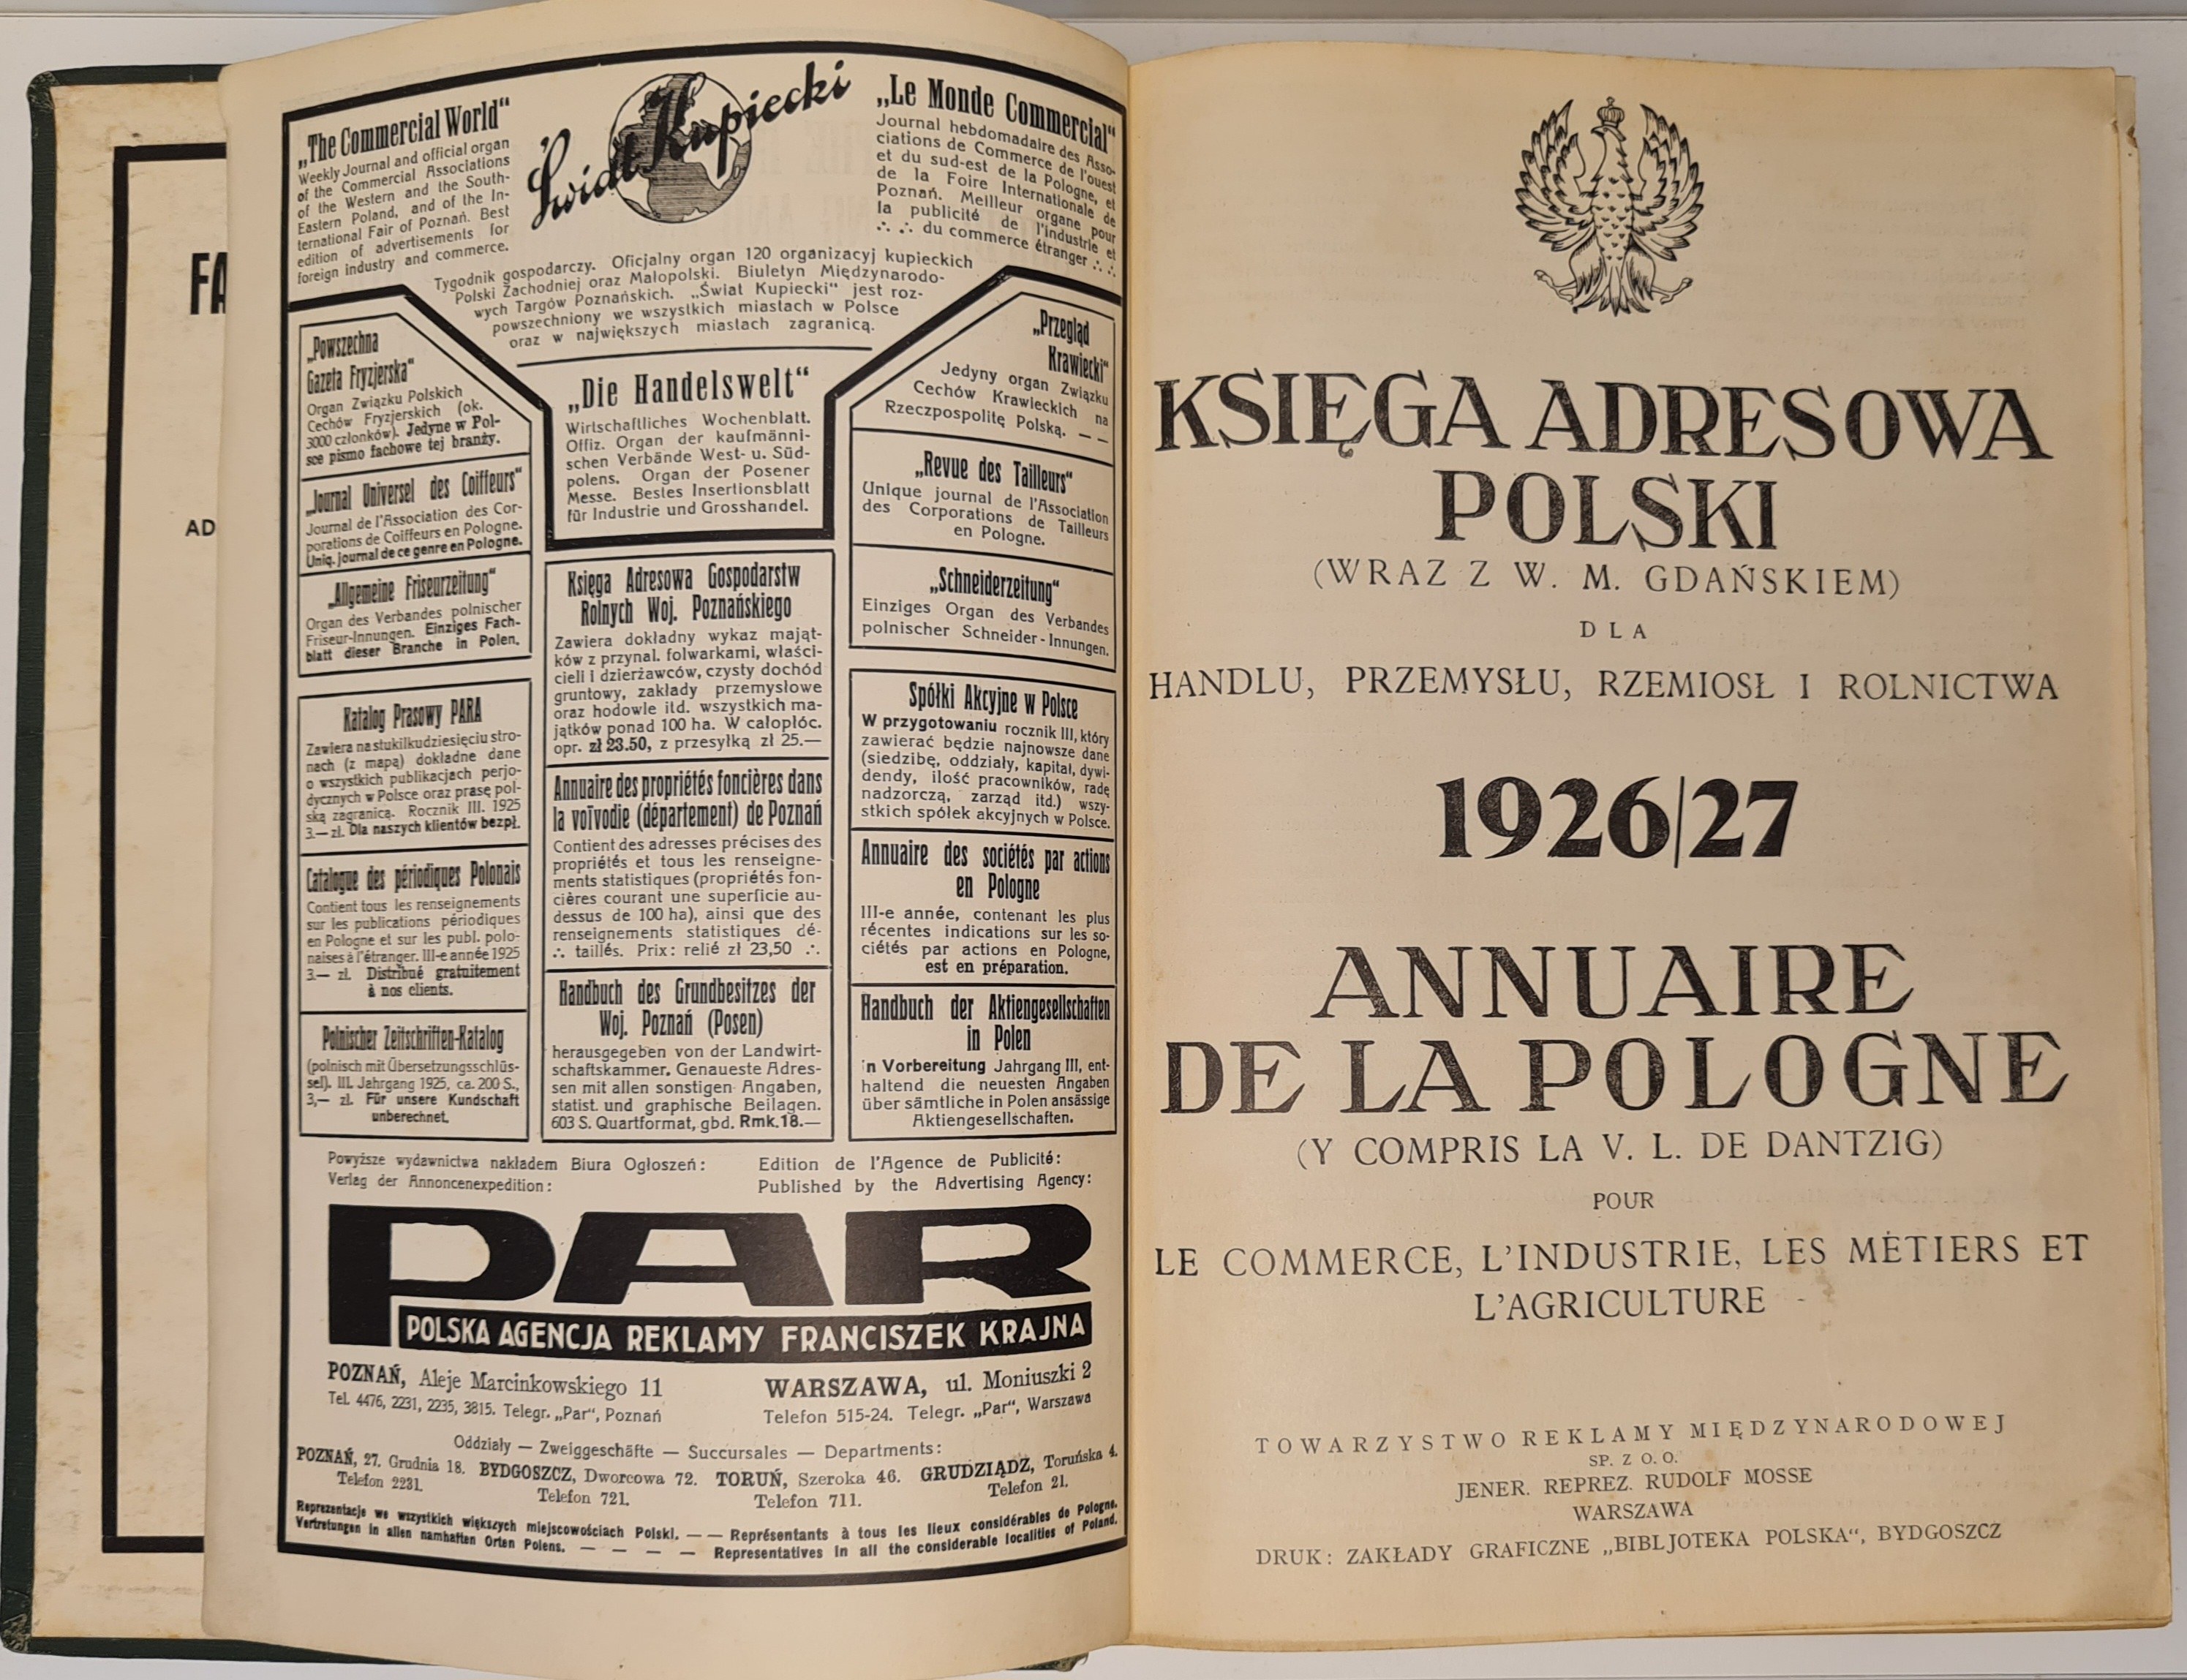 FA
AD
„The Commercial World“
Weekly Journal and official organ
of the Commercial Associations
of the Western and the South-
Eastern Poland, and of the In-
ternational Fair of Poznań. Best
edition of advertisements for
foreign industry and commerce.
Świat Kupiecki
„Le Monde Commercial“
Journal hebdomadaire des Asso-
ciations de Commerce de l'ouest
et du sud-est de la Pologne, et
de la Foire Internationale de
Poznań. Meilleur organe pour
la publicité de l'industrie et
∴ ∴ du commerce étranger ∴ ∴
Tygodnik gospodarczy. Oficjalny organ 120 organizacyj kupieckich
Polski Zachodniej oraz Małopolski. Biuletyn Międzynarodo-
wych Targów Poznańskich. „Świat Kupiecki“ jest roz-
powszechniony we wszystkich miastach w Polsce
oraz w największych miastach zagranicą.
„Powszechna
Gazeta Fryzjerska“
Organ Związku Polskich
Cechów Fryzjerskich (ok.
3000 członków). Jedyne w Pol-
sce pismo fachowe tej branży.
„Journal Universel des Coiffeurs“
Journal de l'Association des Cor-
porations de Coiffeurs en Pologne.
Uniq. journal de ce genre en Pologne.
„Allgemeine Friseurzeitung“
Organ des Verbandes polnischer
Friseur-Innungen. Einziges Fach-
blatt dieser Branche in Polen.
„Die Handelswelt“
Wirtschaftliches Wochenblatt.
Offiz. Organ der kaufmänni-
schen Verbände West- u. Süd-
polens. Organ der Posener
Messe. Bestes Insertionsblatt
für Industrie und Grosshandel.
„Przegląd
Krawiecki“
Jedyny organ Związku
Cechów Krawieckich na
Rzeczpospolitę Polską. — —
„Revue des Tailleurs“
Unique journal de l'Association
des Corporations de Tailleurs
en Pologne.
„Schneiderzeitung“
Einziges Organ des Verbandes
polnischer Schneider-Innungen.
Katalog Prasowy PARA
Zawiera na stukilkudziesięciu stro-
nach (z mapą) dokładne dane
o wszystkich publikacjach perjo-
dycznych w Polsce oraz prasę pol-
ską zagranicą. Rocznik III. 1925
3.— zł. Dla naszych klientów bezpł.
Catalogue des périodiques Polonais
Contient tous les renseignements
sur les publications périodiques
en Pologne et sur les publ. polo-
naises à l'étranger. III-e année 1925
3.— zł. Distribué gratuitement
à nos clients.
Polnischer Zeitschriften-Katalog
(polnisch mit Übersetzungsschlüs-
sel). III. Jahrgang 1925, ca. 200 S.,
3,— zł. Für unsere Kundschaft
unberechnet.
Księga Adresowa Gospodarstw
Rolnych Woj. Poznańskiego
Zawiera dokładny wykaz mająt-
ków z przynal. folwarkami, właści-
cieli i dzierżawców, czysty dochód
gruntowy, zakłady przemysłowe
oraz hodowle itd. wszystkich ma-
jątków ponad 100 ha. W całopłóc.
opr. zł 23.50, z przesyłką zł 25.—
Annuaire des propriétés foncières dans
la voïvodie (département) de Poznań
Contient des adresses précises des
propriétés et tous les renseigne-
ments statistiques (propriétés fon-
cières courant une superficie au-
dessus de 100 ha), ainsi que des
renseignements statistiques dé-
∴ taillés. Prix: relié zł 23,50 ∴
Handbuch des Grundbesitzes der
Woj. Poznań (Posen)
herausgegeben von der Landwirt-
schaftskammer. Genaueste Adres-
sen mit allen sonstigen Angaben,
statist. und graphische Beilagen.
603 S. Quartformat, gbd. Rmk. 18.—
Spółki Akcyjne w Polsce
W przygotowaniu rocznik III, który
zawierać będzie najnowsze dane
(siedzibę, oddziały, kapitał, dywi-
dendy, ilość pracowników, radę
nadzorczą, zarząd itd.) wszy-
stkich spółek akcyjnych w Polsce.
Annuaire des sociétés par actions
en Pologne
III-e année, contenant les plus
récentes indications sur les so-
ciétés par actions en Pologne,
est en préparation.
Handbuch der Aktiengesellschaften
in Polen
in Vorbereitung Jahrgang III, ent-
haltend die neuesten Angaben
über sämtliche in Polen ansässige
Aktiengesellschaften.
Powyższe wydawnictwa nakładem Biura Ogłoszeń:
Verlag der Annoncenexpedition:
Edition de l'Agence de Publicité:
Published by the Advertising Agency:
PAR
POLSKA AGENCJA REKLAMY FRANCISZEK KRAJNA
POZNAŃ, Aleje Marcinkowskiego 11
Tel. 4476, 2231, 2235, 3815. Telegr. „Par“, Poznań
WARSZAWA, ul. Moniuszki 2
Telefon 515-24. Telegr. „Par“, Warszawa
Oddziały — Zweiggeschäfte — Succursales — Departments:
POZNAŃ, 27. Grudnia 18. BYDGOSZCZ, Dworcowa 72. TORUŃ, Szeroka 46. GRUDZIĄDZ, Toruńska 4.
Telefon 2231. Telefon 721. Telefon 711. Telefon 21.
Reprezentacje we wszystkich większych miejscowościach Polski. — — Représentants à tous les lieux considérables de Pologne.
Vertretungen in allen namhaften Orten Polens. — — — — Representatives in all the considerable localities of Poland.
KSIĘGA ADRESOWA
POLSKI
(WRAZ Z W. M. GDAŃSKIEM)
DLA
HANDLU, PRZEMYSŁU, RZEMIOSŁ I ROLNICTWA
1926/27
ANNUAIRE
DE LA POLOGNE
(Y COMPRIS LA V. L. DE DANTZIG)
POUR
LE COMMERCE, L'INDUSTRIE, LES MÉTIERS ET
L'AGRICULTURE
TOWARZYSTWO REKLAMY MIĘDZYNARODOWEJ
SP. Z O. O.
JENER. REPREZ. RUDOLF MOSSE
WARSZAWA
DRUK: ZAKŁADY GRAFICZNE „BIBLJOTEKA POLSKA“, BYDGOSZCZ